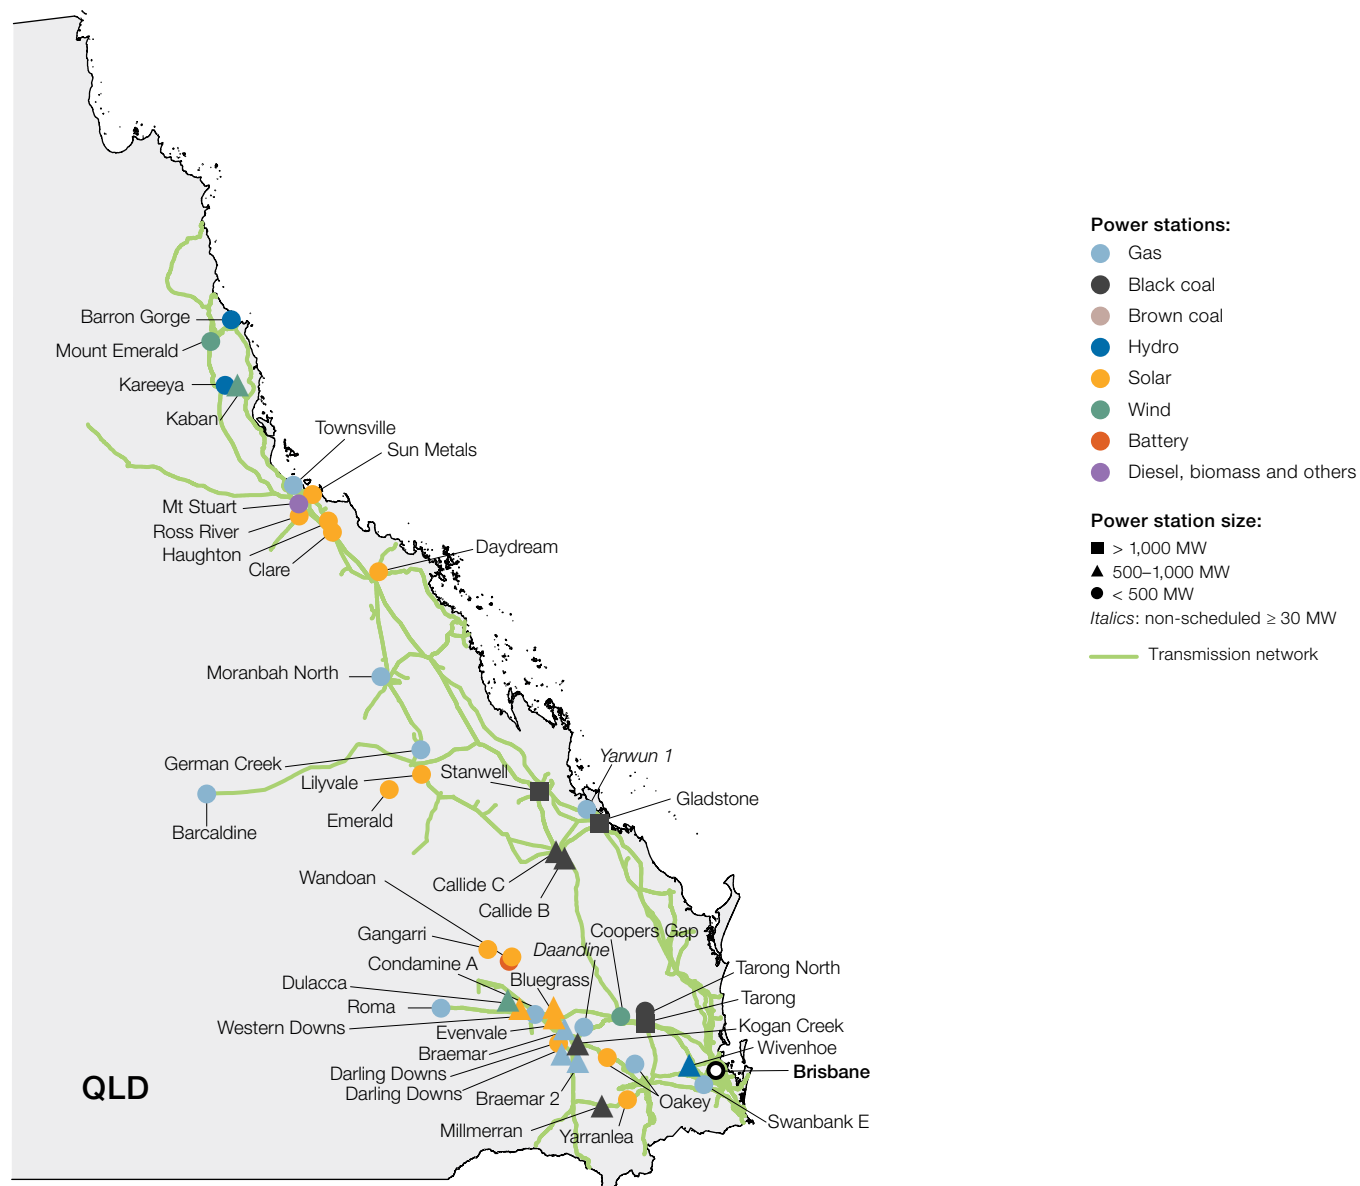 Barron Gorge
Mount Emerald
Kareeya
Kaban
Townsville
Sun Metals
Mt Stuart
Ross River
Haughton
Clare
Daydream
Moranbah North
German Creek
Lilyvale
Stanwell
Yarwun 1
Gladstone
Barcaldine
Emerald
Wandoan
Callide C
Callide B
Gangarri
Daandine
Coopers Gap
Condamine A
Bluegrass
Dulacca
Roma
Western Downs
Evenvale
Braemar
Darling Downs
Darling Downs
Braemar 2
Millmerran
Yarranlea
Oakey
Tarong North
Tarong
Kogan Creek
Wivenhoe
Brisbane
Swanbank E
QLD
Power stations:
Gas
Black coal
Brown coal
Hydro
Solar
Wind
Battery
Diesel, biomass and others
Power station size:
> 1,000 MW
500–1,000 MW
< 500 MW
Italics: non-scheduled ≥ 30 MW
Transmission network